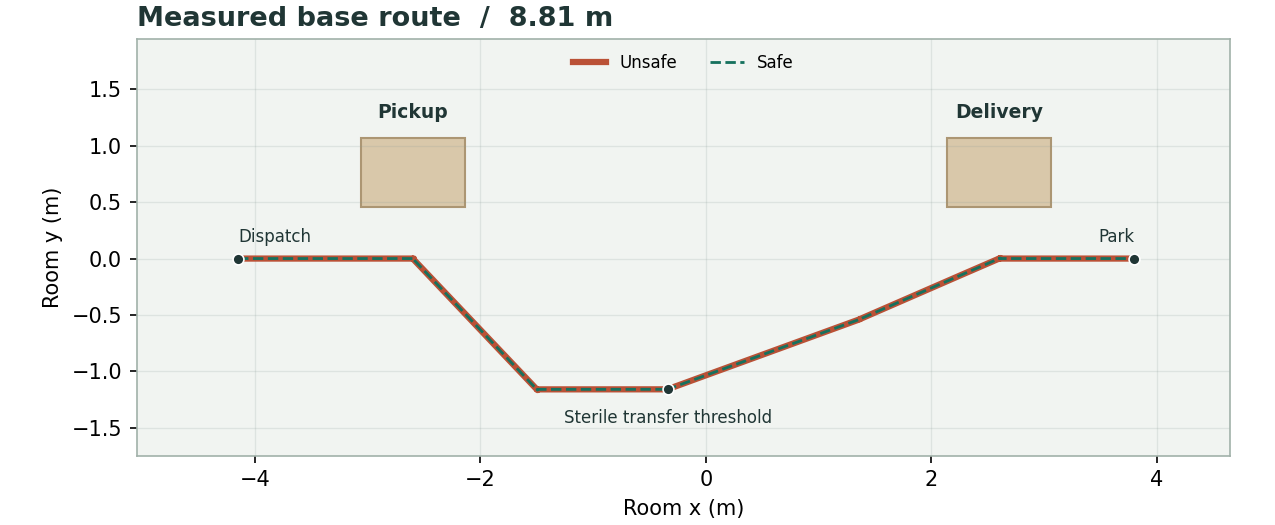 Measured base route / 8.81 m
Unsafe
Safe
Pickup
Delivery
Dispatch
Park
Sterile transfer threshold
Room y (m)
1.5
1.0
0.5
0.0
−0.5
−1.0
−1.5
−4
−2
0
2
4
Room x (m)